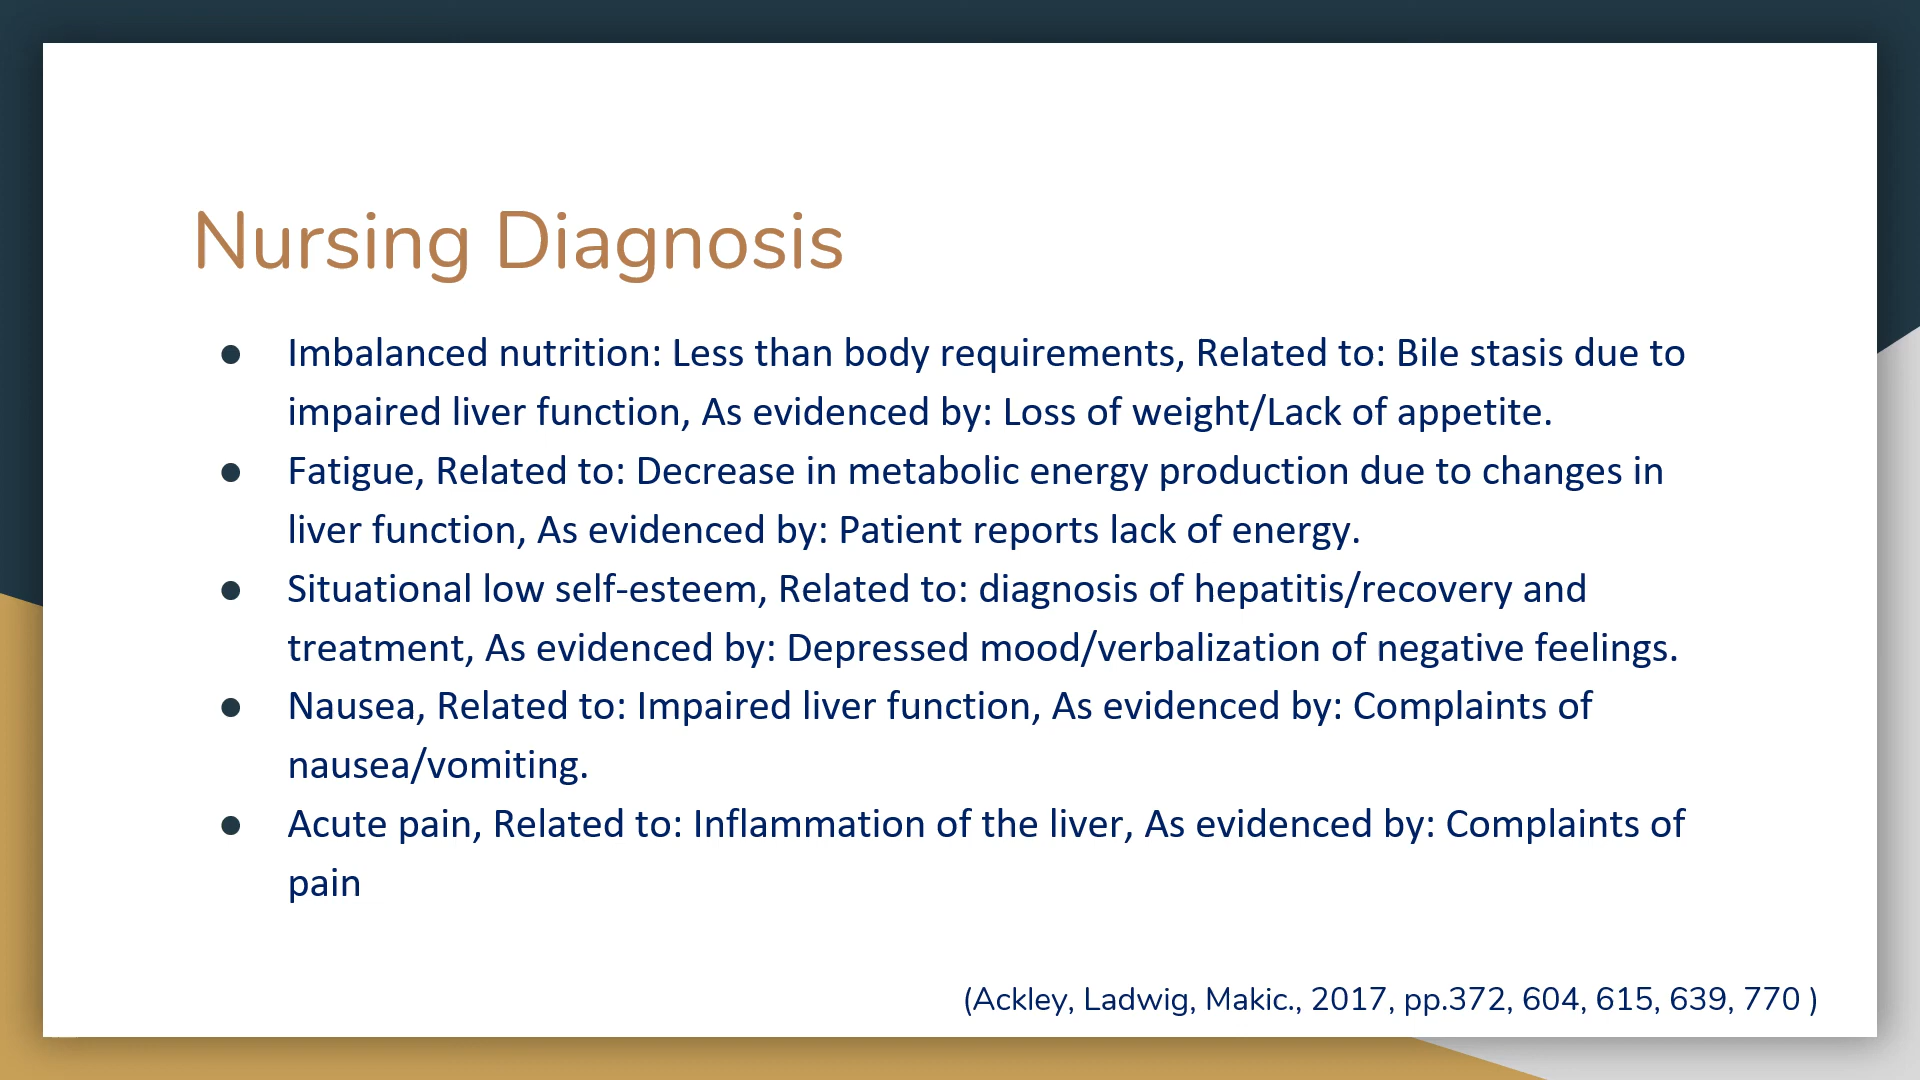 Nursing Diagnosis
● Imbalanced nutrition: Less than body requirements, Related to: Bile stasis due to
impaired liver function, As evidenced by: Loss of weight/Lack of appetite.
● Fatigue, Related to: Decrease in metabolic energy production due to changes in
liver function, As evidenced by: Patient reports lack of energy.
● Situational low self-esteem, Related to: diagnosis of hepatitis/recovery and
treatment, As evidenced by: Depressed mood/verbalization of negative feelings.
● Nausea, Related to: Impaired liver function, As evidenced by: Complaints of
nausea/vomiting.
● Acute pain, Related to: Inflammation of the liver, As evidenced by: Complaints of
pain
(Ackley, Ladwig, Makic., 2017, pp.372, 604, 615, 639, 770 )